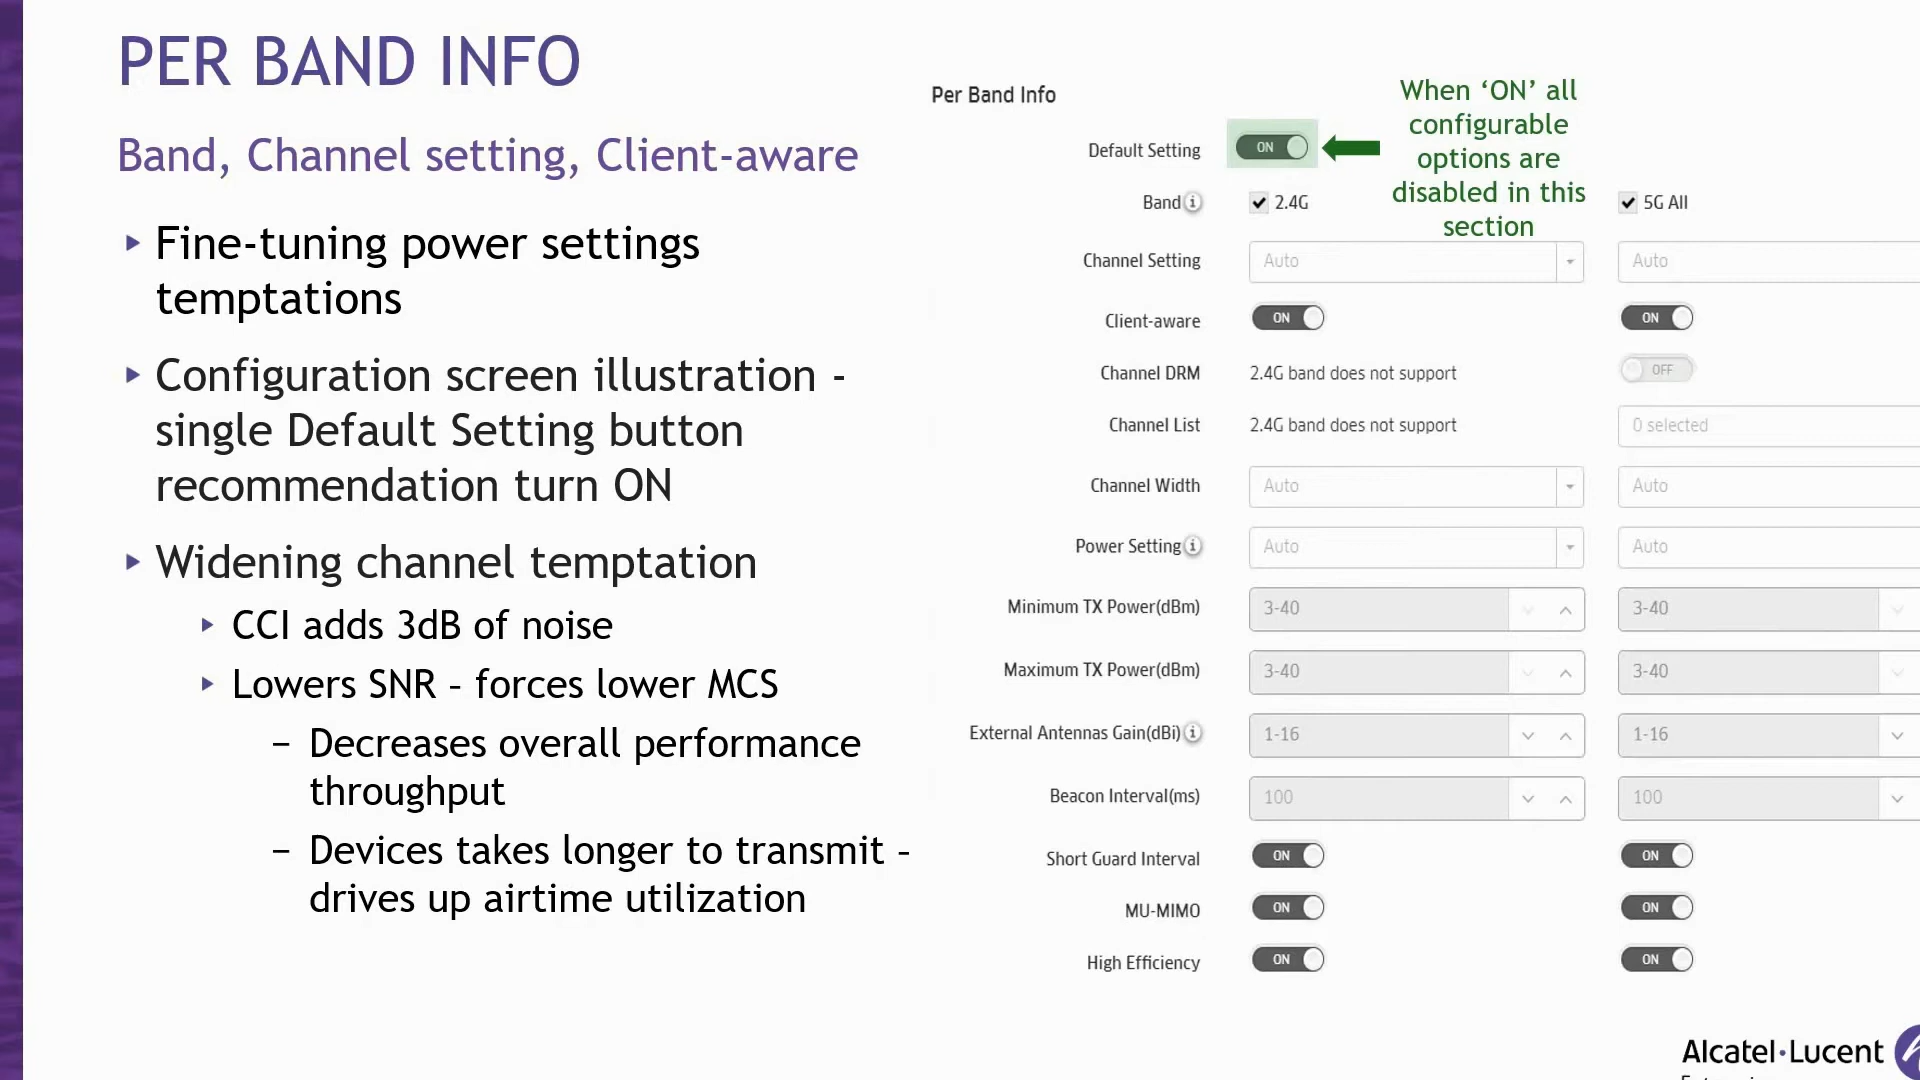 PER BAND INFO
Band, Channel setting, Client-aware
Fine-tuning power settings
temptations
Configuration screen illustration -
single Default Setting button
recommendation turn ON
Widening channel temptation
CCI adds 3dB of noise
Lowers SNR – forces lower MCS
– Decreases overall performance
throughput
– Devices takes longer to transmit –
drives up airtime utilization
Per Band Info
When ‘ON’ all
configurable
options are
disabled in this
section
Default Setting ON
Band 2.4G 5G All
Channel Setting Auto Auto
Client-aware ON ON
Channel DRM 2.4G band does not support OFF
Channel List 2.4G band does not support 0 selected
Channel Width Auto Auto
Power Setting Auto Auto
Minimum TX Power(dBm) 3-40 3-40
Maximum TX Power(dBm) 3-40 3-40
External Antennas Gain(dBi) 1-16 1-16
Beacon Interval(ms) 100 100
Short Guard Interval ON ON
MU-MIMO ON ON
High Efficiency ON ON
Alcatel·Lucent